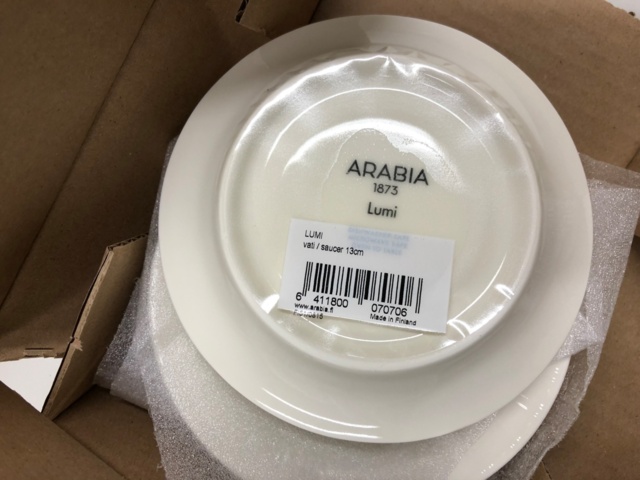 ARABIA
1873
Lumi
LUMI
vati / saucer 13cm
6 411800 070706
www.arabia.fi
Made in Finland